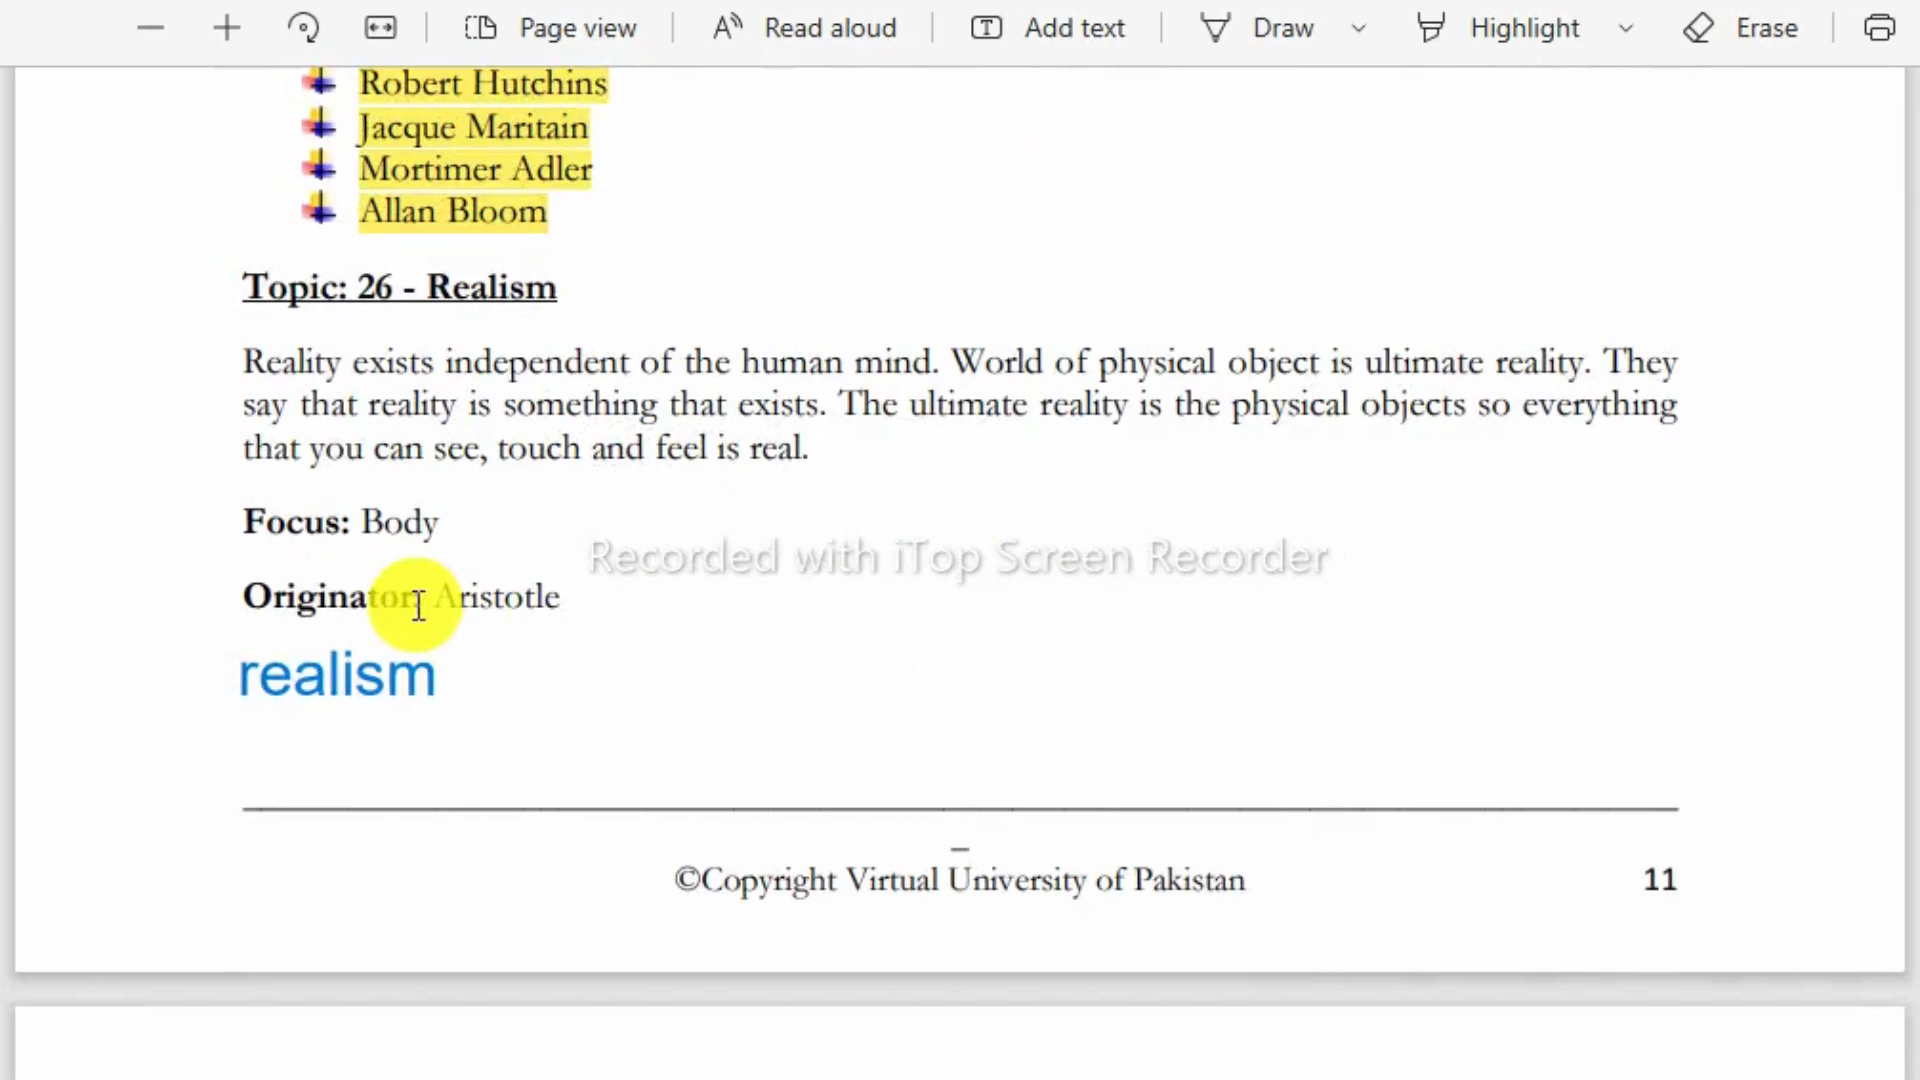 Page view Read aloud Add text Draw Highlight Erase
Robert Hutchins
Jacque Maritain
Mortimer Adler
Allan Bloom
Topic: 26 - Realism
Reality exists independent of the human mind. World of physical object is ultimate reality. They
say that reality is something that exists. The ultimate reality is the physical objects so everything
that you can see, touch and feel is real.
Focus: Body
Recorded with iTop Screen Recorder
Originator: Aristotle
realism
©Copyright Virtual University of Pakistan 11